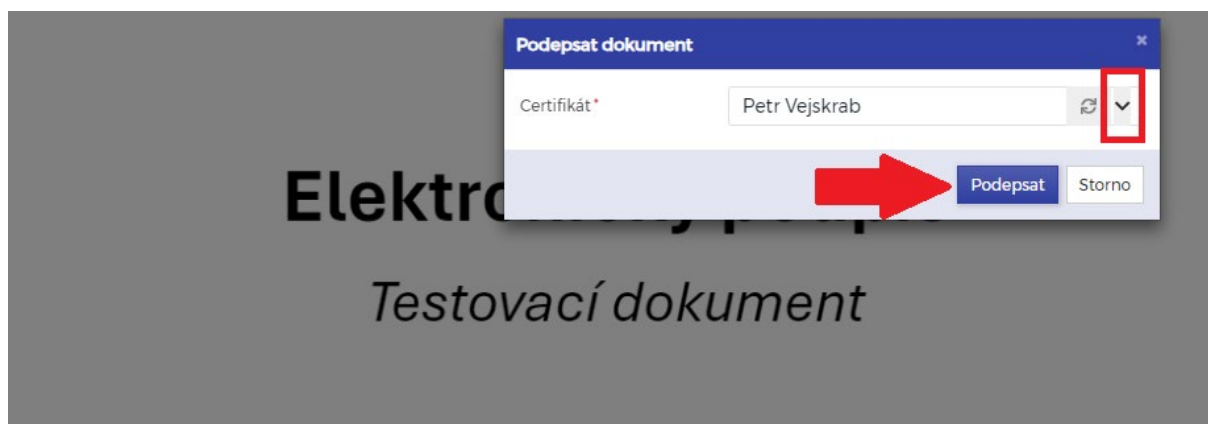 Podepsat dokument
Certifikát*
Petr Vejskrab
Podepsat
Storno
Testovací dokument